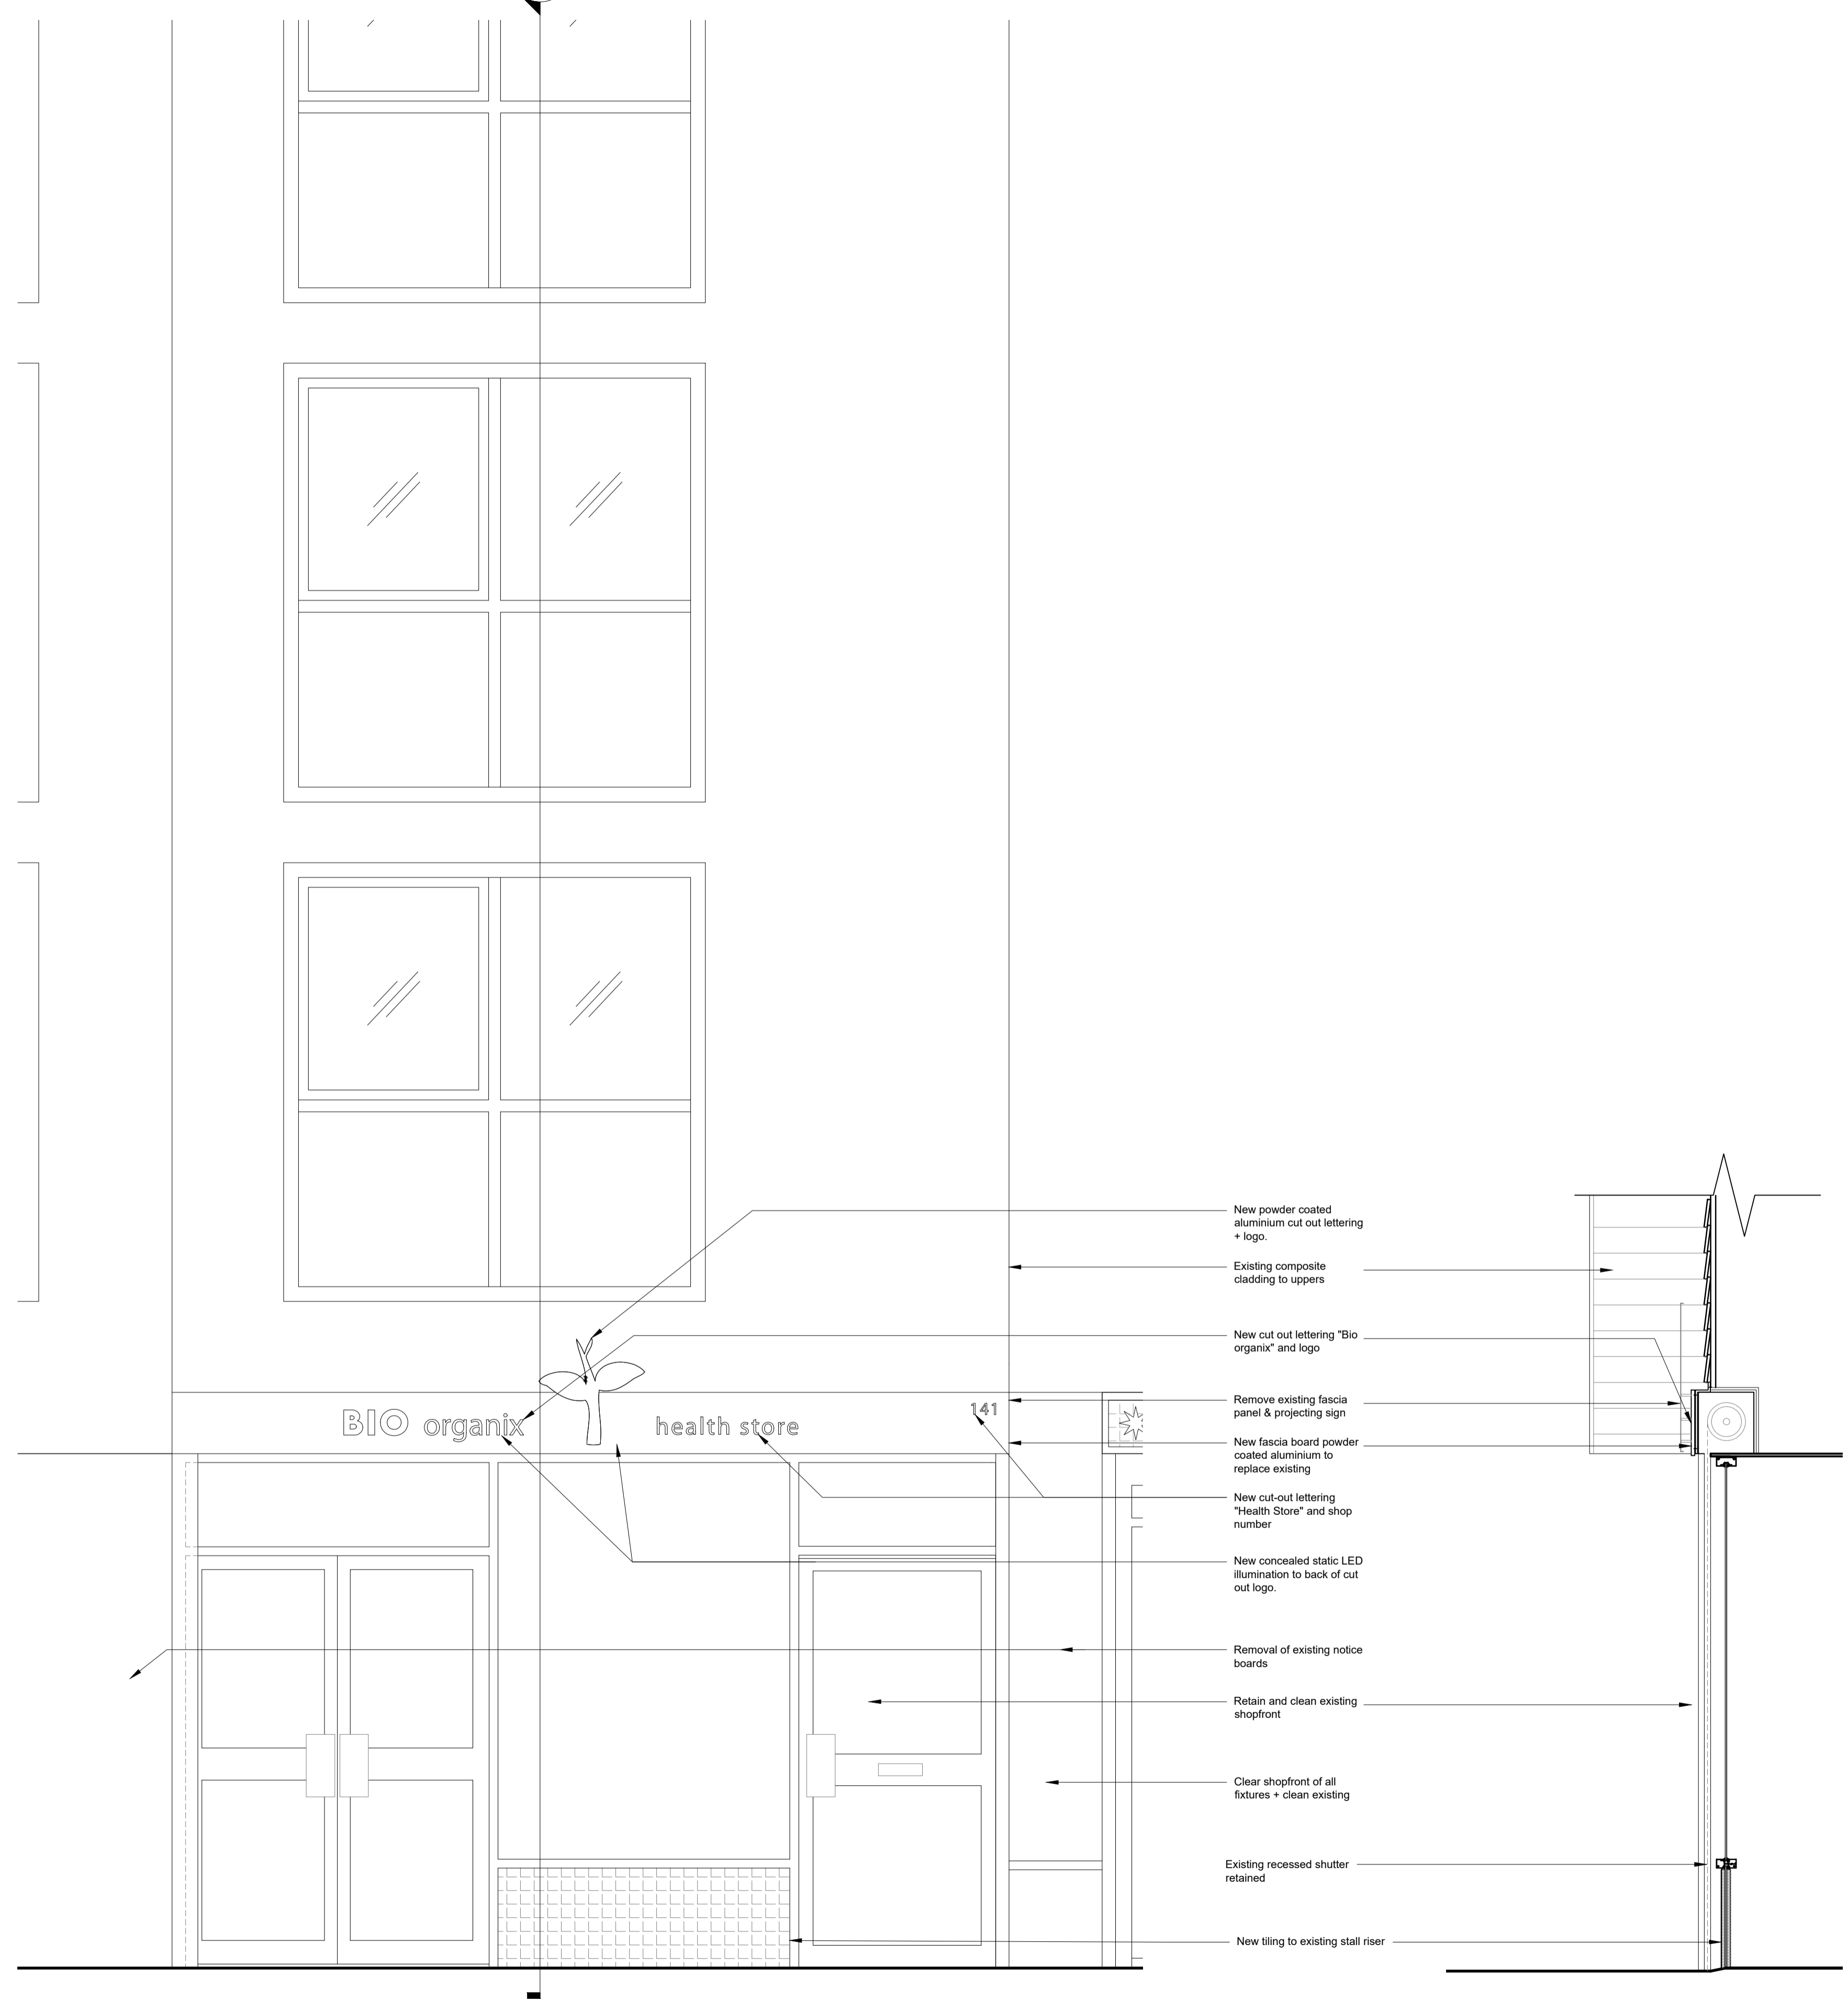 New powder coated
aluminium cut out lettering
+ logo.
Existing composite
cladding to uppers
New cut out lettering "Bio
organix" and logo
Remove existing fascia
panel & projecting sign
BIO organix health store 141
New fascia board powder
coated aluminium to
replace existing
New cut-out lettering
"Health Store" and shop
number
New concealed static LED
illumination to back of cut
out logo.
Removal of existing notice
boards
Retain and clean existing
shopfront
Clear shopfront of all
fixtures + clean existing
Existing recessed shutter
retained
New tiling to existing stall riser